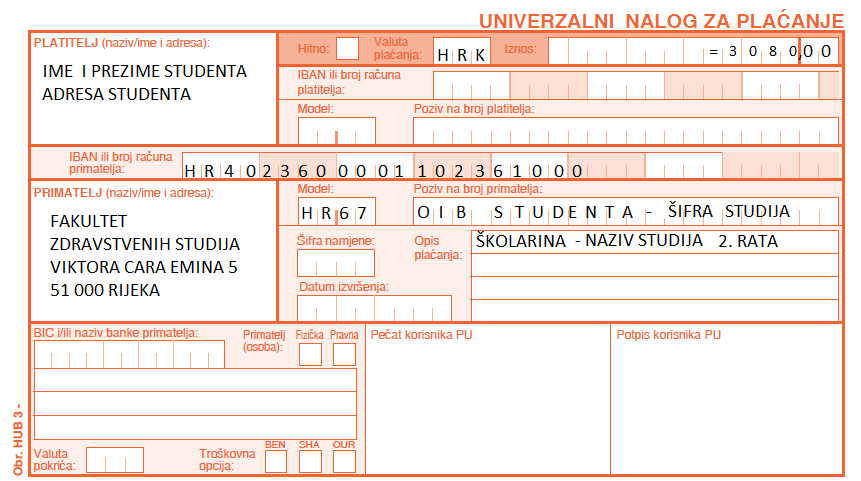 UNIVERZALNI NALOG ZA PLAĆANJE
PLATITELJ (naziv/ime i adresa):
IME I PREZIME STUDENTA
ADRESA STUDENTA
Hitno:
Valuta
plaćanja:
HRK
Iznos:
=3080,00
IBAN ili broj računa
platitelja:
Model:
Poziv na broj platitelja:
IBAN ili broj računa
primatelja:
HR4023600001102361000
PRIMATELJ (naziv/ime i adresa):
FAKULTET
ZDRAVSTVENIH STUDIJA
VIKTORA CARA EMINA 5
51 000 RIJEKA
Model:
HR67
Poziv na broj primatelja:
OIB STUDENTA - ŠIFRA STUDIJA
Šifra namjene:
Opis
plaćanja:
ŠKOLARINA - NAZIV STUDIJA 2. RATA
Datum izvršenja:
BIC i/ili naziv banke primatelja:
Primatelj
(osoba):
Fizička
Pravna
Pečat korisnika PU
Potpis korisnika PU
Valuta
pokrića:
Troškovna
opcija:
BEN
SHA
OUR
Obr. HUB 3 -